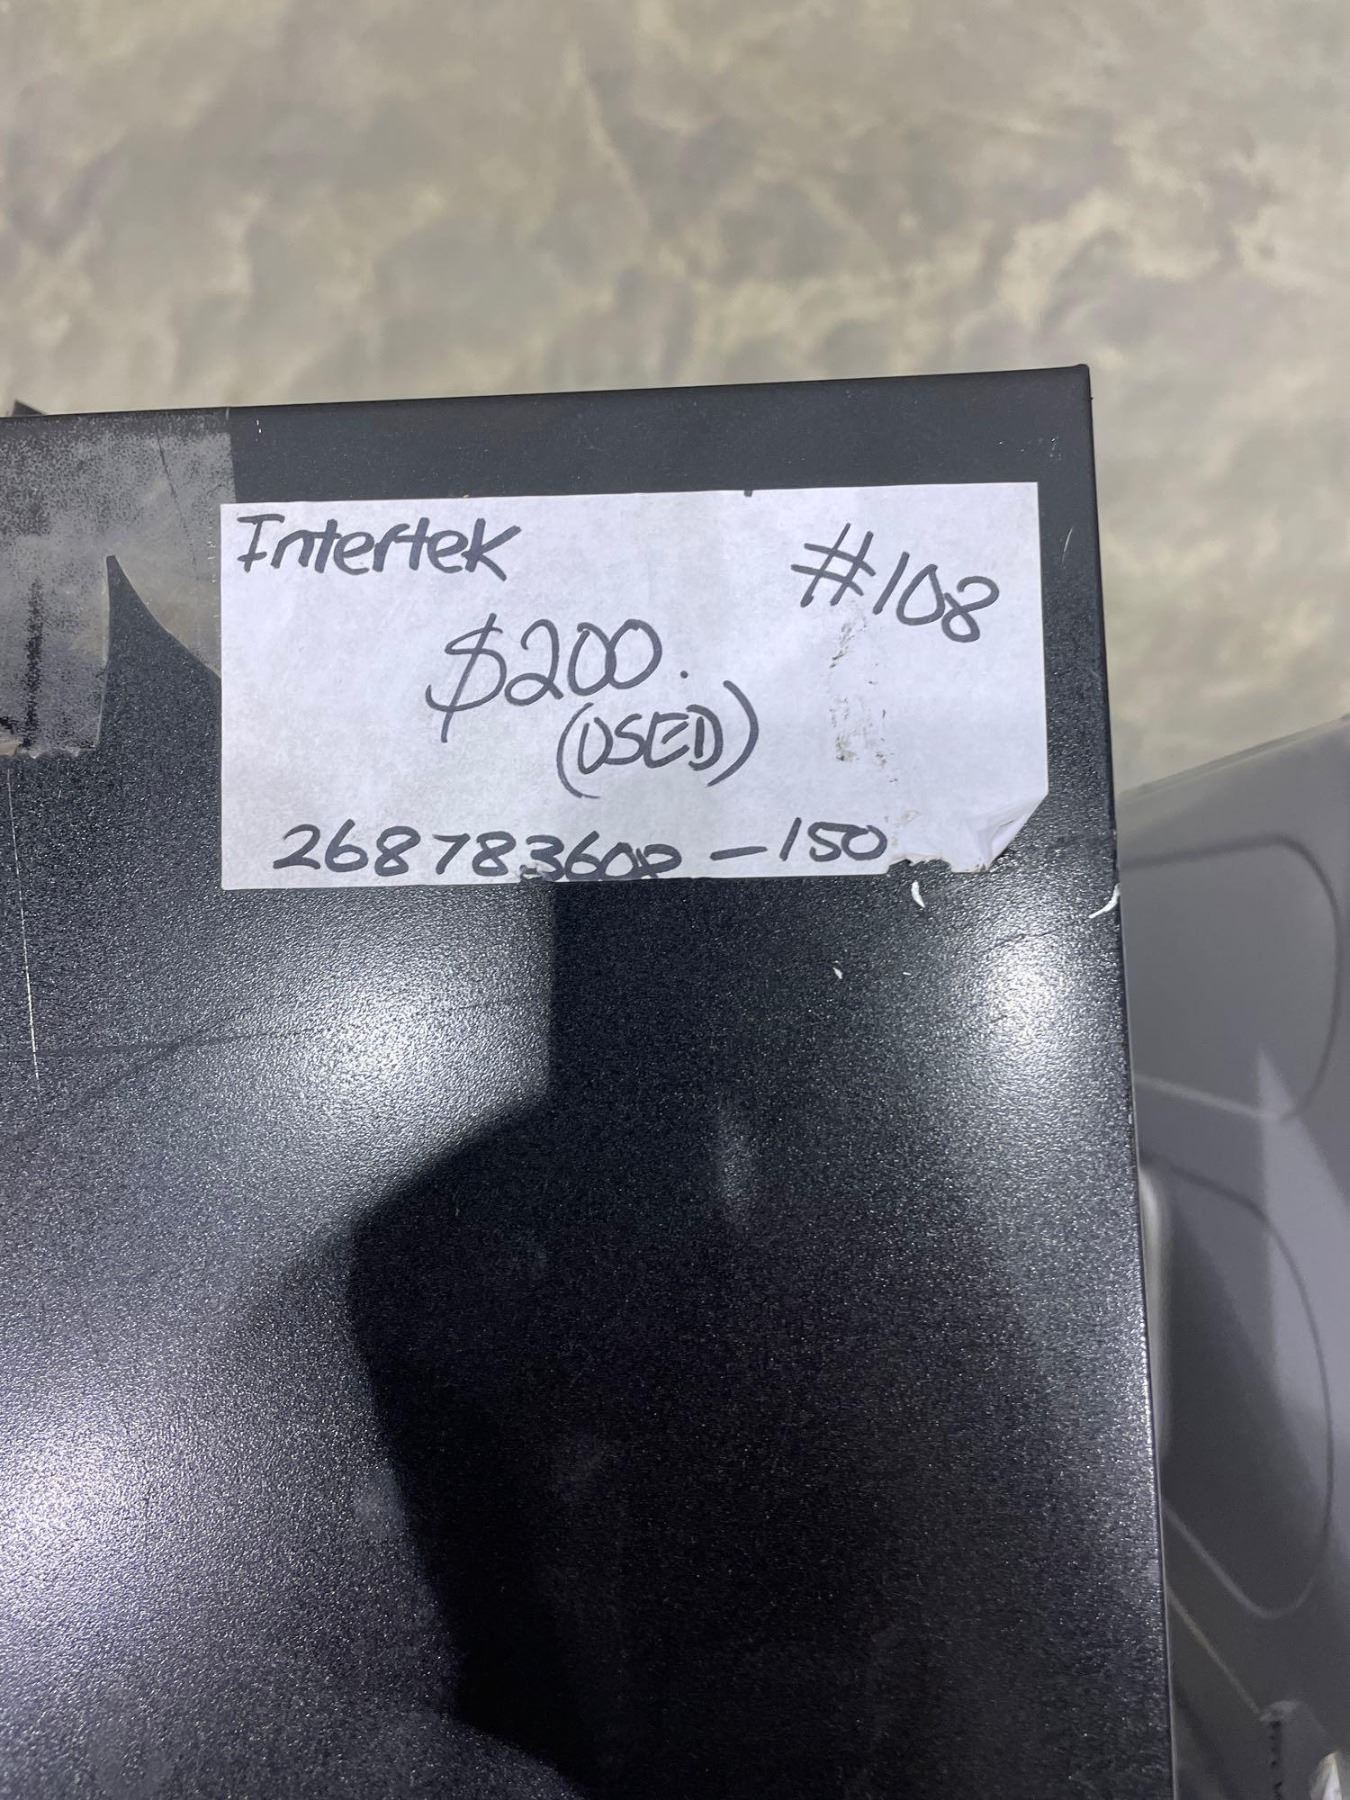 Intertek #108
$200.
(USED)
268783600 -150